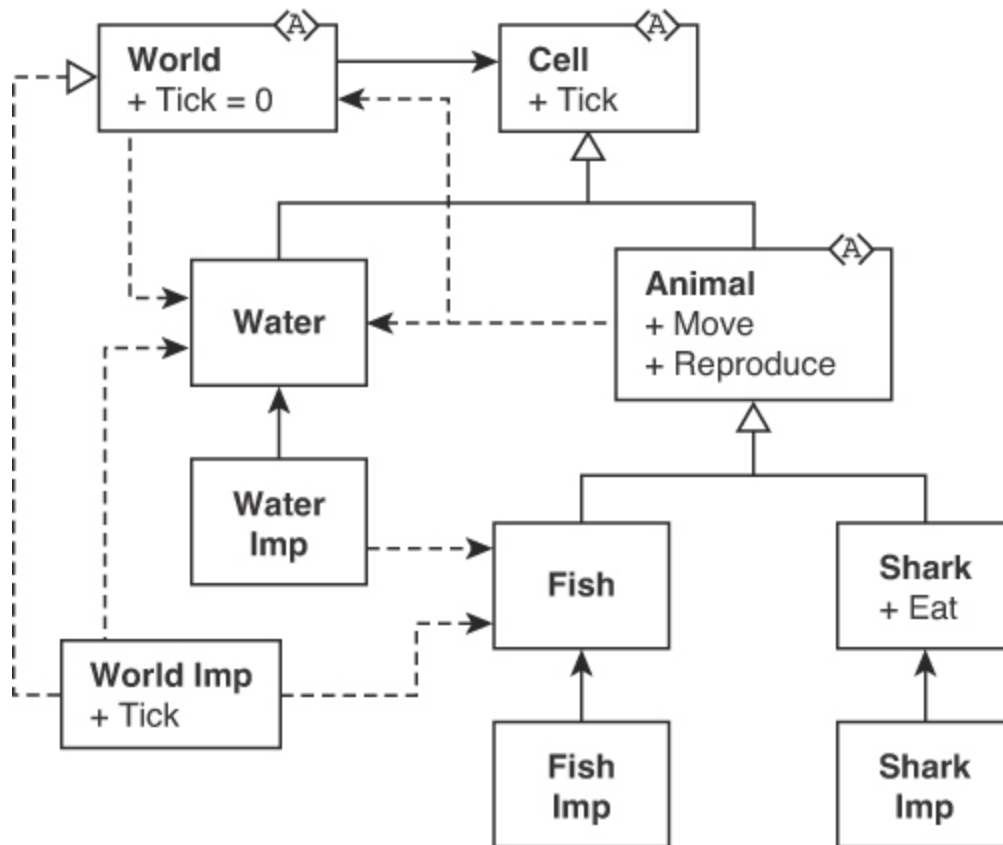 <A>
World
+ Tick = 0
<A>
Cell
+ Tick
Water
<A>
Animal
+ Move
+ Reproduce
Water
Imp
Fish
Shark
+ Eat
World Imp
+ Tick
Fish
Imp
Shark
Imp